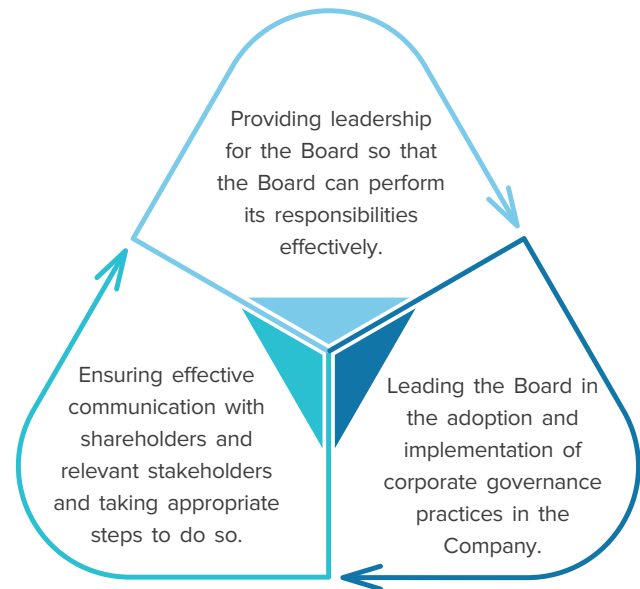 Providing leadership
for the Board so that
the Board can perform
its responsibilities
effectively.
Ensuring effective
communication with
shareholders and
relevant stakeholders
and taking appropriate
steps to do so.
Leading the Board in
the adoption and
implementation of
corporate governance
practices in the
Company.